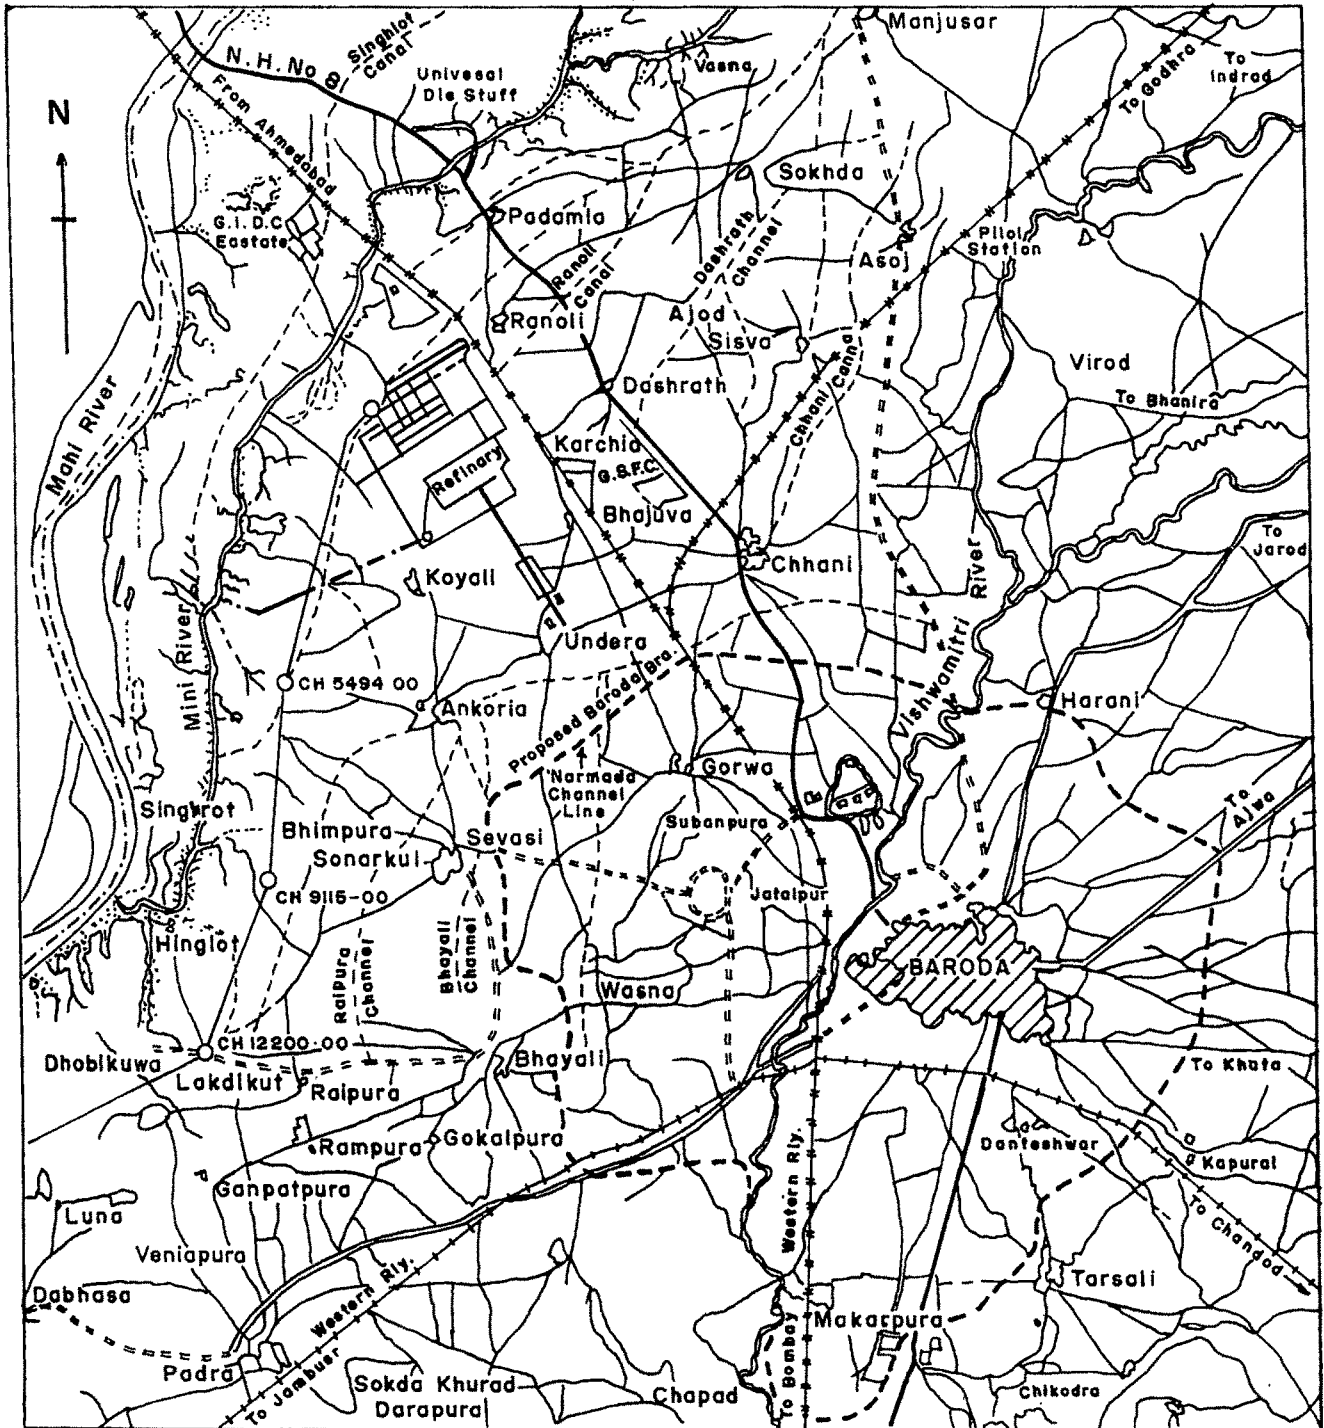 Manjusar
N.H. No 8
Singhlot
Canal
Univesal
Die Stuff
Vasna
To
Indrad
To Godhra
N
From Ahmedabad
Sokhda
G.I.D.C
Eastate
Padamla
Dashrath
Channel
Pilol
Station
Asoj
Ranoli
Canal
Ranoli
Ajod
Sisva
Virod
Mahi River
Dashrath
Chhani Cannal
To Bhanira
Karchia
G.S.F.C.
Refinary
Bhajuva
To
Jarod
Chhani
Koyali
Undera
Mini River
Vishwamitri
River
CH 5494 00
Ankoria
Proposed Baroda Bra.
Harani
Narmada
Channel
Line
Gorwa
To
Ajwa
Singhrot
Bhimpura
Sonarkui
Sevasi
Subanpura
CH 9115-00
Jatalpur
Hinglot
Raipura
Channel
Bhayali
Channel
BARODA
Wasna
CH 12200-00
Dhobikuwa
Lakdikut
Raipura
Bhayali
To Khuta
Rampura
Gokalpura
Danteshwar
Kapurai
Ganpatpura
Luna
Western Rly.
To Chandod
Veniapura
Tarsali
Dabhasa
Western Rly.
Makarpura
To Bombay
Padra
To Jambusr
Sokda Khurad
Darapura
Chapad
Chikodra